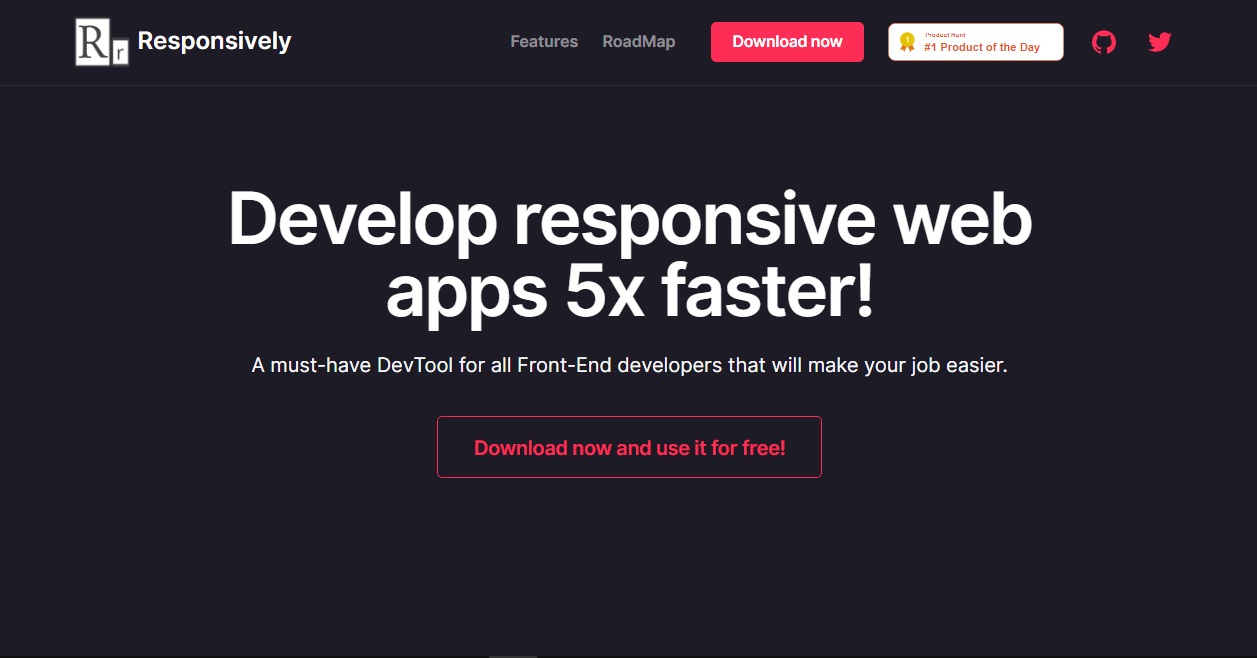 Rr Responsively
Features RoadMap Download now
1
Product Hunt
#1 Product of the Day
Develop responsive web
apps 5x faster!
A must-have DevTool for all Front-End developers that will make your job easier.
Download now and use it for free!